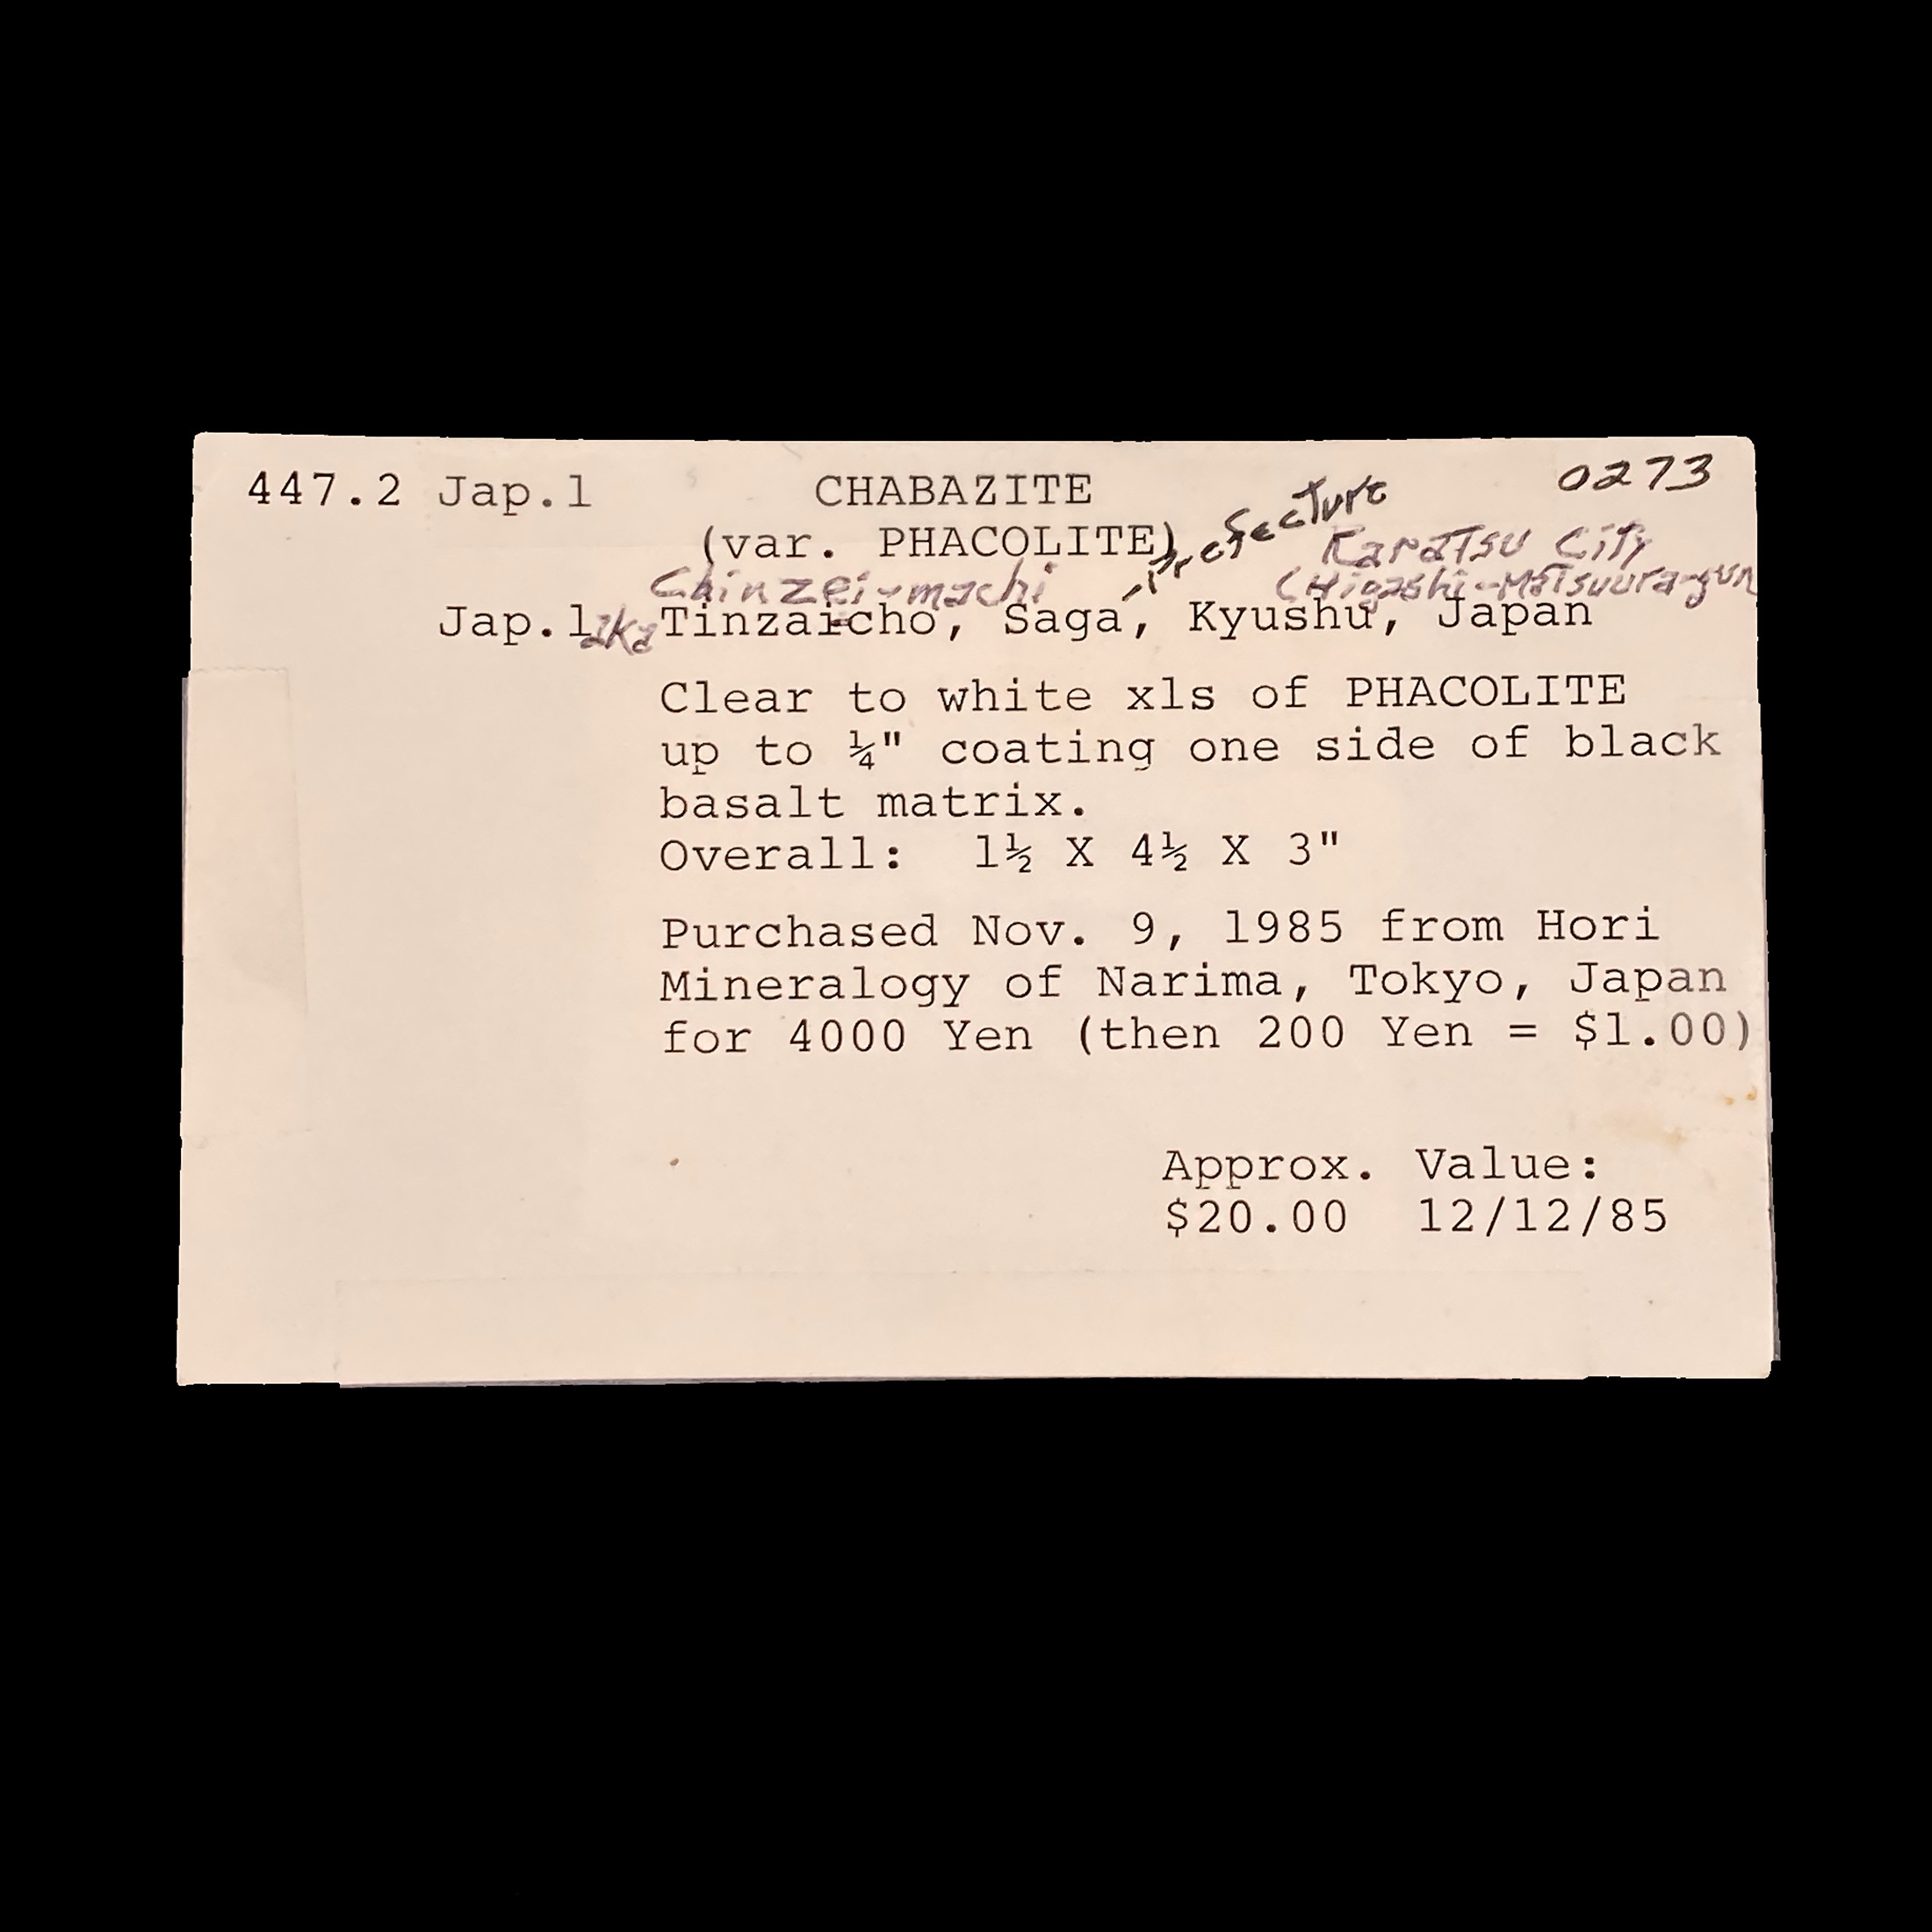 447.2 Jap.1 CHABAZITE 0273
(var. PHACOLITE) Prefecture Karatsu City
Chinzei-machi (Higashi-Matsuura-gun
Jap.1 aka Tinzaicho, Saga, Kyushu, Japan
Clear to white xls of PHACOLITE
up to ¼" coating one side of black
basalt matrix.
Overall: 1½ X 4½ X 3"
Purchased Nov. 9, 1985 from Hori
Mineralogy of Narima, Tokyo, Japan
for 4000 Yen (then 200 Yen = $1.00)
Approx. Value:
$20.00 12/12/85